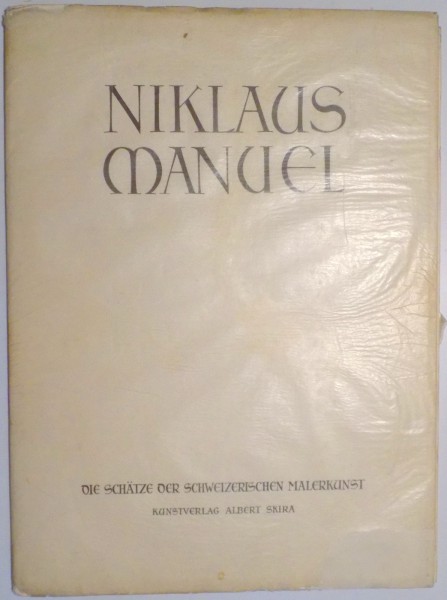 NIKLAUS
MANUEL
DIE SCHÄTZE DER SCHWEIZERISCHEN MALERKUNST
KUNSTVERLAG ALBERT SKIRA